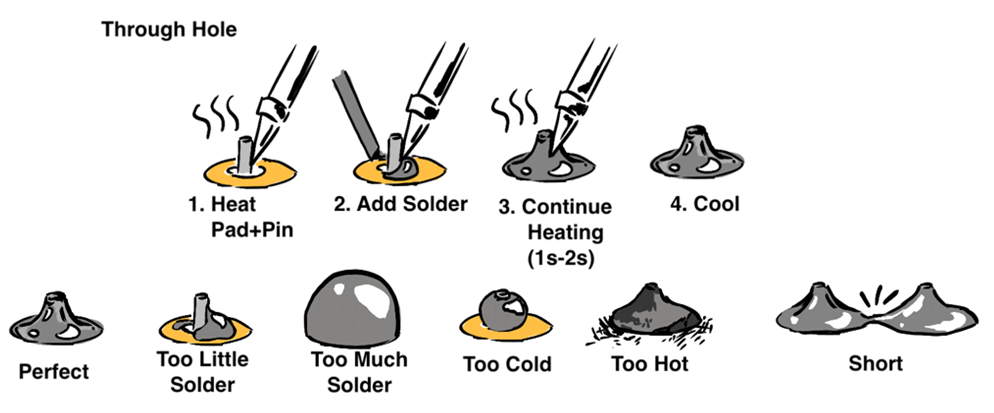 Through Hole
1. Heat
Pad+Pin
2. Add Solder
3. Continue
Heating
(1s-2s)
4. Cool
Perfect
Too Little
Solder
Too Much
Solder
Too Cold
Too Hot
Short